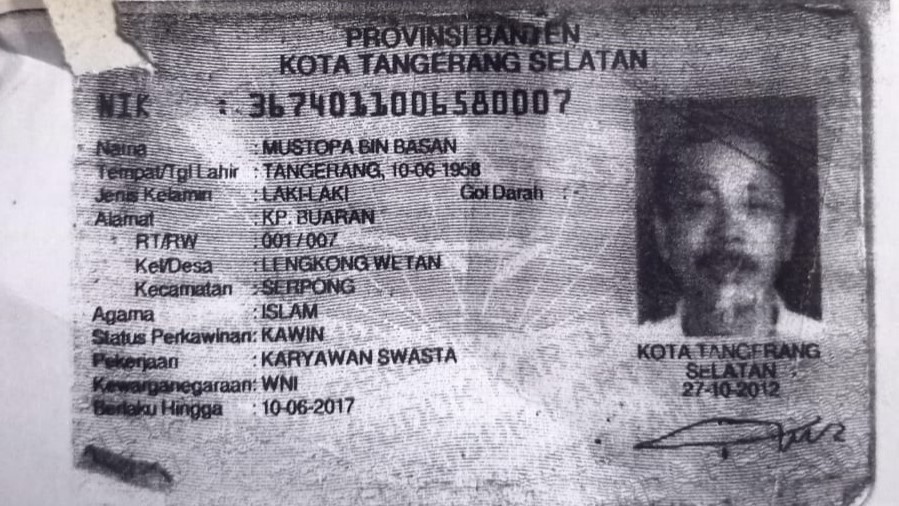 PROVINSI BANTEN
KOTA TANGERANG SELATAN
NIK : 3674011006580007
Nama : MUSTOPA BIN BASAN
Tempat/Tgl Lahir : TANGERANG, 10-06-1958
Jenis Kelamin : LAKI-LAKI Gol Darah : -
Alamat : KP. BUARAN
RT/RW : 001/007
Kel/Desa : LENGKONG WETAN
Kecamatan : SERPONG
Agama : ISLAM
Status Perkawinan: KAWIN
Pekerjaan : KARYAWAN SWASTA
Kewarganegaraan: WNI
Berlaku Hingga : 10-06-2017
KOTA TANGERANG
SELATAN
27-10-2012